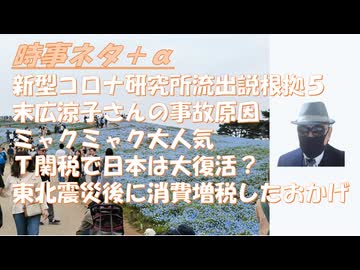 時事ネタ＋α
新型コロナ研究所流出説根拠５
末広涼子さんの事故原因
ミャクミャク大人気
Ｔ関税で日本は大復活？
東北震災後に消費増税したおかげ